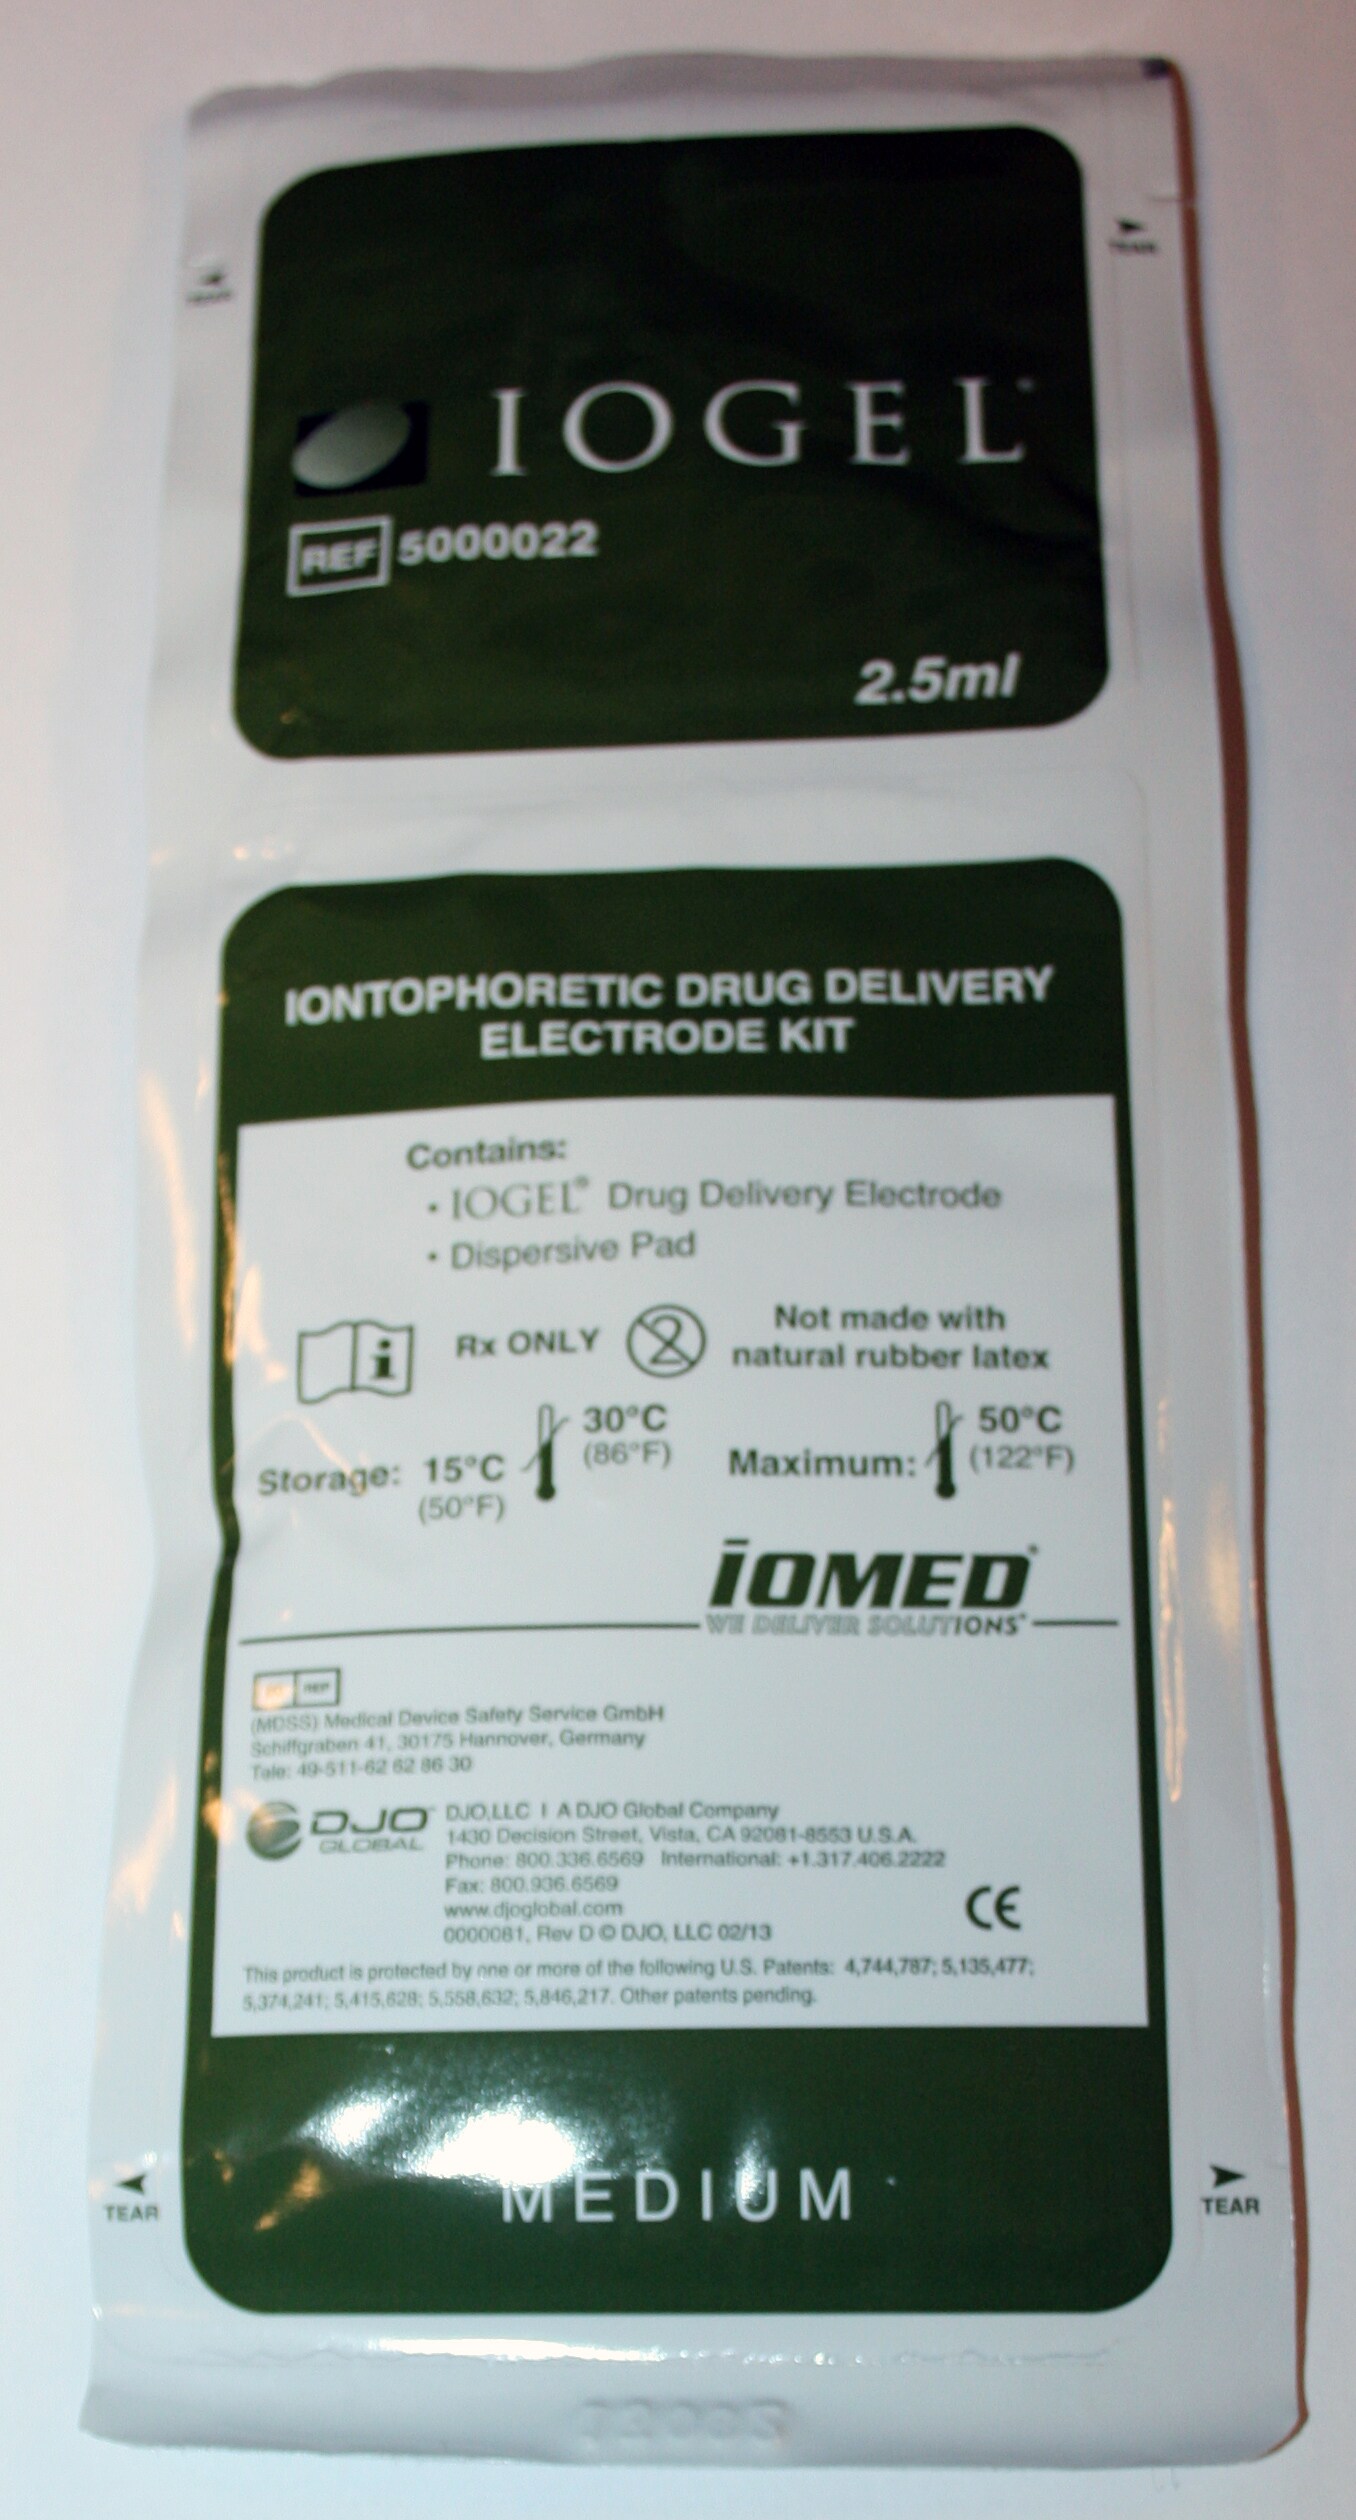 TEAR
TEAR
IOGEL®
REF 5000022
2.5ml
IONTOPHORETIC DRUG DELIVERY
ELECTRODE KIT
Contains:
• IOGEL® Drug Delivery Electrode
• Dispersive Pad
i Rx ONLY 2 Not made with
natural rubber latex
Storage: 15°C (50°F) 30°C (86°F) Maximum: 50°C (122°F)
iOMED®
WE DELIVER SOLUTIONS®
REP
(MDSS) Medical Device Safety Service GmbH
Schiffgraben 41, 30175 Hannover, Germany
Tele: 49-511-62 62 86 30
DJO GLOBAL
DJO,LLC I A DJO Global Company
1430 Decision Street, Vista, CA 92081-8553 U.S.A.
Phone: 800.336.6569 International: +1.317.406.2222
Fax: 800.936.6569
www.djoglobal.com
CE
0000081, Rev D © DJO, LLC 02/13
This product is protected by one or more of the following U.S. Patents: 4,744,787; 5,135,477;
5,374,241; 5,415,628; 5,558,632; 5,846,217. Other patents pending.
MEDIUM
TEAR
TEAR